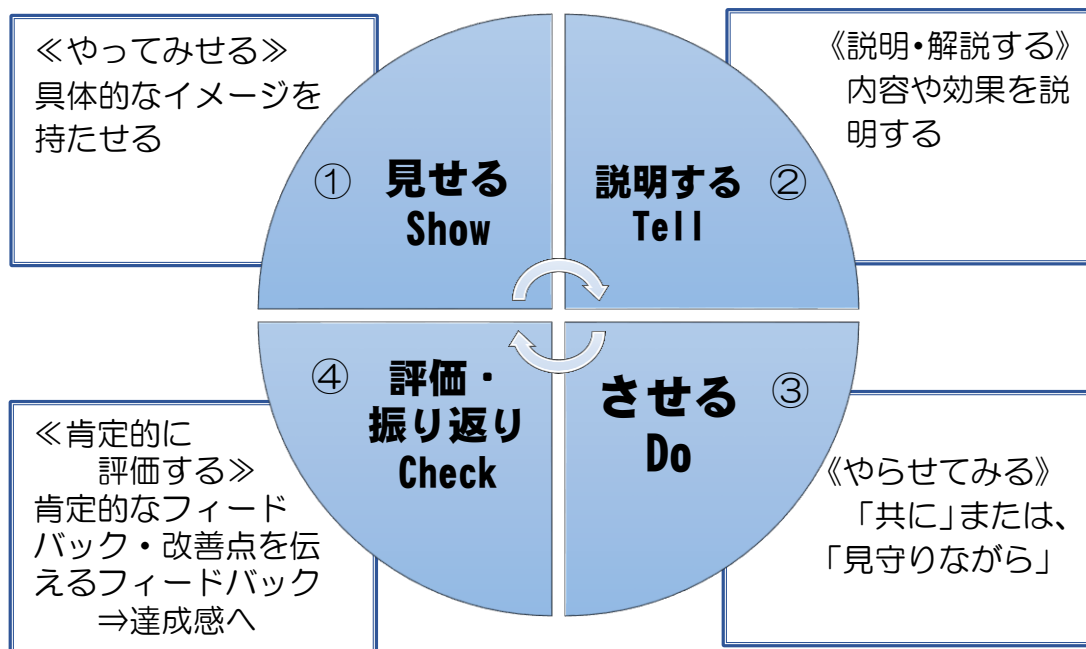 ≪やってみせる≫
具体的なイメージを
持たせる
① 見せる
Show
《説明・解説する》
内容や効果を説
明する
説明する ②
Tell
させる ③
Do
《やらせてみる》
「共に」または、
「見守りながら」
④ 評価・
振り返り
Check
≪肯定的に
評価する≫
肯定的なフィード
バック・改善点を伝
えるフィードバック
⇒達成感へ